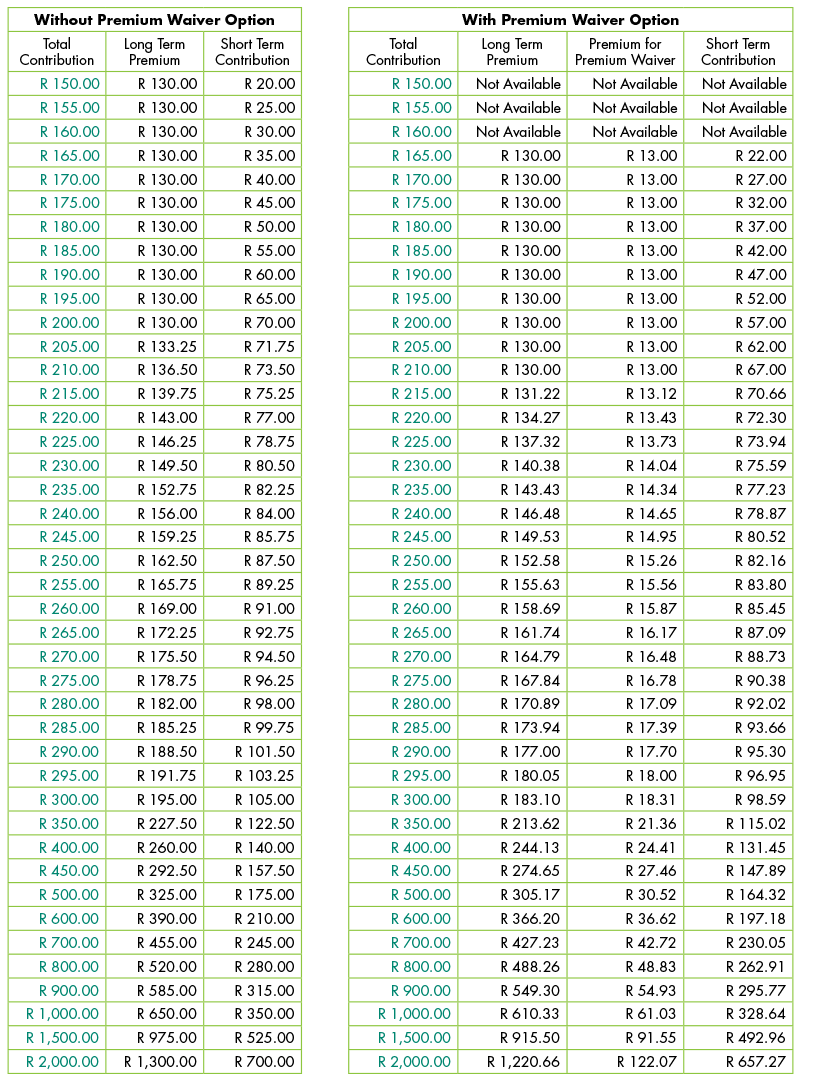 Without Premium Waiver Option
Total Contribution Long Term Premium Short Term Contribution
R 150.00 R 130.00 R 20.00
R 155.00 R 130.00 R 25.00
R 160.00 R 130.00 R 30.00
R 165.00 R 130.00 R 35.00
R 170.00 R 130.00 R 40.00
R 175.00 R 130.00 R 45.00
R 180.00 R 130.00 R 50.00
R 185.00 R 130.00 R 55.00
R 190.00 R 130.00 R 60.00
R 195.00 R 130.00 R 65.00
R 200.00 R 130.00 R 70.00
R 205.00 R 133.25 R 71.75
R 210.00 R 136.50 R 73.50
R 215.00 R 139.75 R 75.25
R 220.00 R 143.00 R 77.00
R 225.00 R 146.25 R 78.75
R 230.00 R 149.50 R 80.50
R 235.00 R 152.75 R 82.25
R 240.00 R 156.00 R 84.00
R 245.00 R 159.25 R 85.75
R 250.00 R 162.50 R 87.50
R 255.00 R 165.75 R 89.25
R 260.00 R 169.00 R 91.00
R 265.00 R 172.25 R 92.75
R 270.00 R 175.50 R 94.50
R 275.00 R 178.75 R 96.25
R 280.00 R 182.00 R 98.00
R 285.00 R 185.25 R 99.75
R 290.00 R 188.50 R 101.50
R 295.00 R 191.75 R 103.25
R 300.00 R 195.00 R 105.00
R 350.00 R 227.50 R 122.50
R 400.00 R 260.00 R 140.00
R 450.00 R 292.50 R 157.50
R 500.00 R 325.00 R 175.00
R 600.00 R 390.00 R 210.00
R 700.00 R 455.00 R 245.00
R 800.00 R 520.00 R 280.00
R 900.00 R 585.00 R 315.00
R 1,000.00 R 650.00 R 350.00
R 1,500.00 R 975.00 R 525.00
R 2,000.00 R 1,300.00 R 700.00
With Premium Waiver Option
Total Contribution Long Term Premium Premium for Premium Waiver Short Term Contribution
R 150.00 Not Available Not Available Not Available
R 155.00 Not Available Not Available Not Available
R 160.00 Not Available Not Available Not Available
R 165.00 R 130.00 R 13.00 R 22.00
R 170.00 R 130.00 R 13.00 R 27.00
R 175.00 R 130.00 R 13.00 R 32.00
R 180.00 R 130.00 R 13.00 R 37.00
R 185.00 R 130.00 R 13.00 R 42.00
R 190.00 R 130.00 R 13.00 R 47.00
R 195.00 R 130.00 R 13.00 R 52.00
R 200.00 R 130.00 R 13.00 R 57.00
R 205.00 R 130.00 R 13.00 R 62.00
R 210.00 R 130.00 R 13.00 R 67.00
R 215.00 R 131.22 R 13.12 R 70.66
R 220.00 R 134.27 R 13.43 R 72.30
R 225.00 R 137.32 R 13.73 R 73.94
R 230.00 R 140.38 R 14.04 R 75.59
R 235.00 R 143.43 R 14.34 R 77.23
R 240.00 R 146.48 R 14.65 R 78.87
R 245.00 R 149.53 R 14.95 R 80.52
R 250.00 R 152.58 R 15.26 R 82.16
R 255.00 R 155.63 R 15.56 R 83.80
R 260.00 R 158.69 R 15.87 R 85.45
R 265.00 R 161.74 R 16.17 R 87.09
R 270.00 R 164.79 R 16.48 R 88.73
R 275.00 R 167.84 R 16.78 R 90.38
R 280.00 R 170.89 R 17.09 R 92.02
R 285.00 R 173.94 R 17.39 R 93.66
R 290.00 R 177.00 R 17.70 R 95.30
R 295.00 R 180.05 R 18.00 R 96.95
R 300.00 R 183.10 R 18.31 R 98.59
R 350.00 R 213.62 R 21.36 R 115.02
R 400.00 R 244.13 R 24.41 R 131.45
R 450.00 R 274.65 R 27.46 R 147.89
R 500.00 R 305.17 R 30.52 R 164.32
R 600.00 R 366.20 R 36.62 R 197.18
R 700.00 R 427.23 R 42.72 R 230.05
R 800.00 R 488.26 R 48.83 R 262.91
R 900.00 R 549.30 R 54.93 R 295.77
R 1,000.00 R 610.33 R 61.03 R 328.64
R 1,500.00 R 915.50 R 91.55 R 492.96
R 2,000.00 R 1,220.66 R 122.07 R 657.27